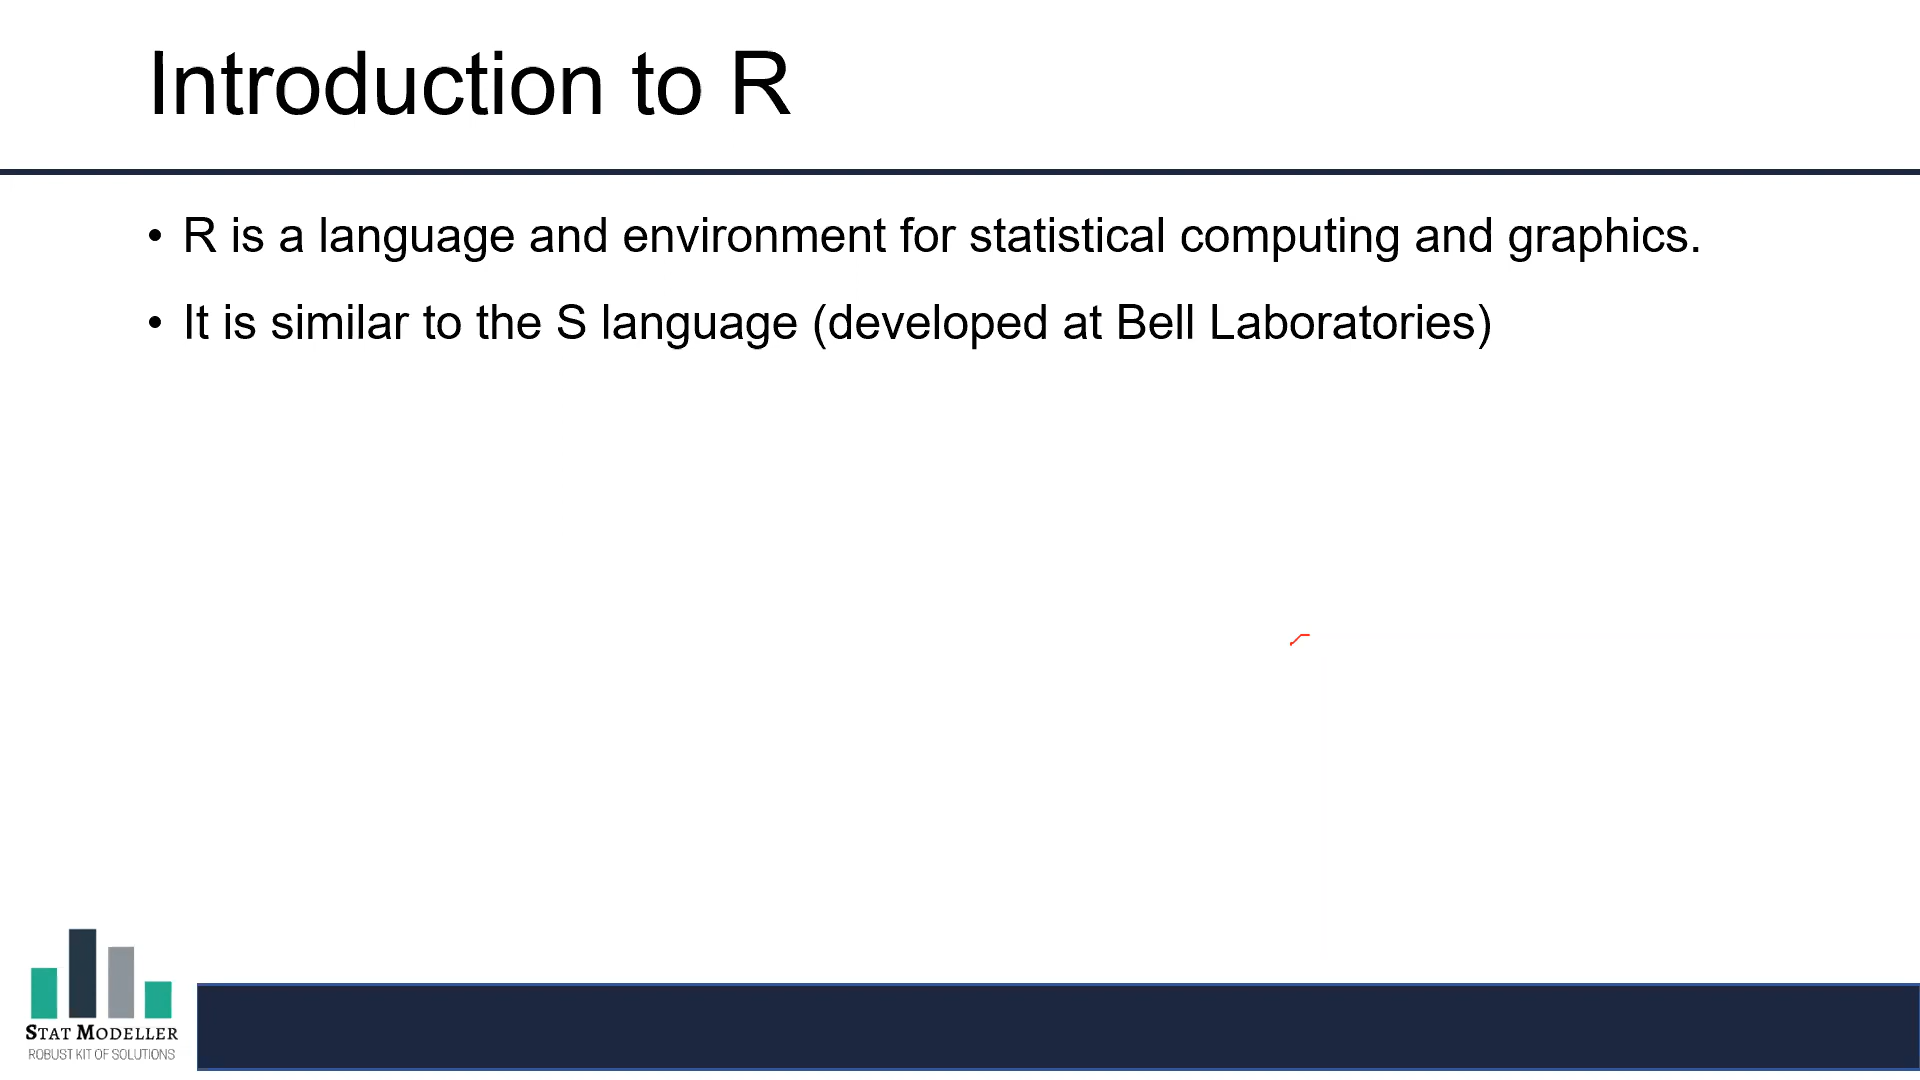 Introduction to R
• R is a language and environment for statistical computing and graphics.
• It is similar to the S language (developed at Bell Laboratories)
STAT MODELLER
ROBUST KIT OF SOLUTIONS